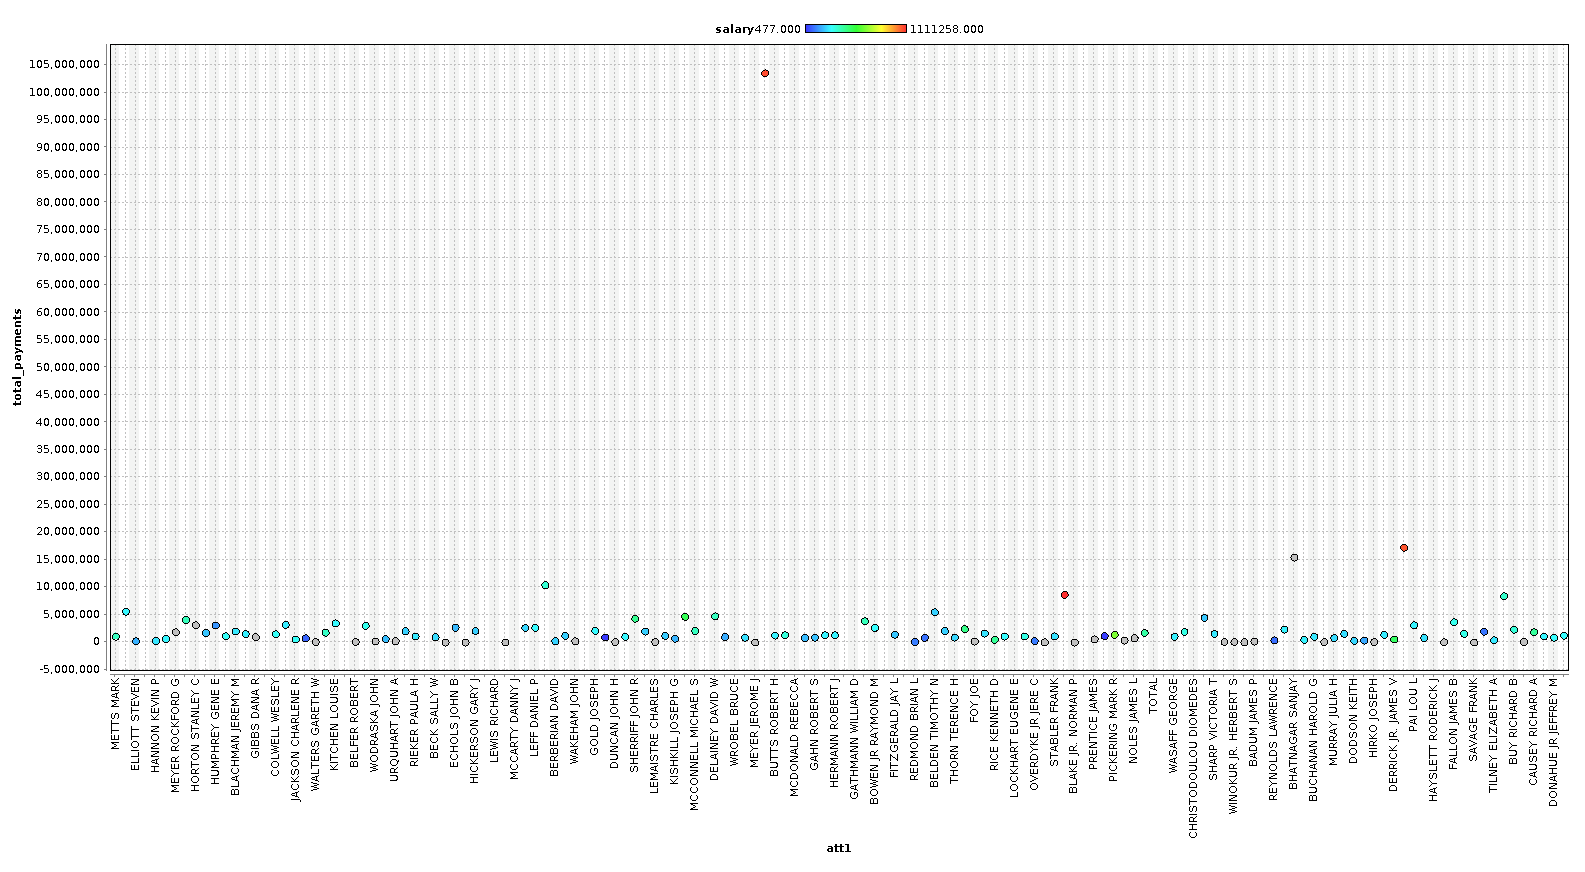 salary 477.000 1111258.000
105,000,000
100,000,000
95,000,000
90,000,000
85,000,000
80,000,000
75,000,000
70,000,000
65,000,000
60,000,000
55,000,000
50,000,000
45,000,000
40,000,000
35,000,000
30,000,000
25,000,000
20,000,000
15,000,000
10,000,000
5,000,000
0
-5,000,000
total_payments
METTS MARK
ELLIOTT STEVEN
HANNON KEVIN P
MEYER ROCKFORD G
HORTON STANLEY C
HUMPHREY GENE E
BLACHMAN JEREMY M
GIBBS DANA R
COLWELL WESLEY
JACKSON CHARLENE R
WALTERS GARETH W
KITCHEN LOUISE
BELFER ROBERT
WODRASKA JOHN
URQUHART JOHN A
RIEKER PAULA H
BECK SALLY W
ECHOLS JOHN B
HICKERSON GARY J
LEWIS RICHARD
MCCARTY DANNY J
LEFF DANIEL P
BERBERIAN DAVID
WAKEHAM JOHN
GOLD JOSEPH
DUNCAN JOHN H
SHERRIFF JOHN R
LEMAISTRE CHARLES
KISHKILL JOSEPH G
MCCONNELL MICHAEL S
DELAINEY DAVID W
WROBEL BRUCE
MEYER JEROME J
BUTTS ROBERT H
MCDONALD REBECCA
GAHN ROBERT S
HERMANN ROBERT J
GATHMANN WILLIAM D
BOWEN JR RAYMOND M
FITZGERALD JAY L
REDMOND BRIAN L
BELDEN TIMOTHY N
THORN TERENCE H
FOY JOE
RICE KENNETH D
LOCKHART EUGENE E
OVERDYKE JR JERE C
STABLER FRANK
BLAKE JR. NORMAN P
PRENTICE JAMES
PICKERING MARK R
NOLES JAMES L
TOTAL
WASAFF GEORGE
CHRISTODOULOU DIOMEDES
SHARP VICTORIA T
WINOKUR JR. HERBERT S
BADUM JAMES P
REYNOLDS LAWRENCE
BHATNAGAR SANJAY
BUCHANAN HAROLD G
MURRAY JULIA H
DODSON KEITH
HIRKO JOSEPH
DERRICK JR. JAMES V
PAI LOU L
HAYSLETT RODERICK J
FALLON JAMES B
SAVAGE FRANK
TILNEY ELIZABETH A
BUY RICHARD B
CAUSEY RICHARD A
DONAHUE JR JEFFREY M
att1